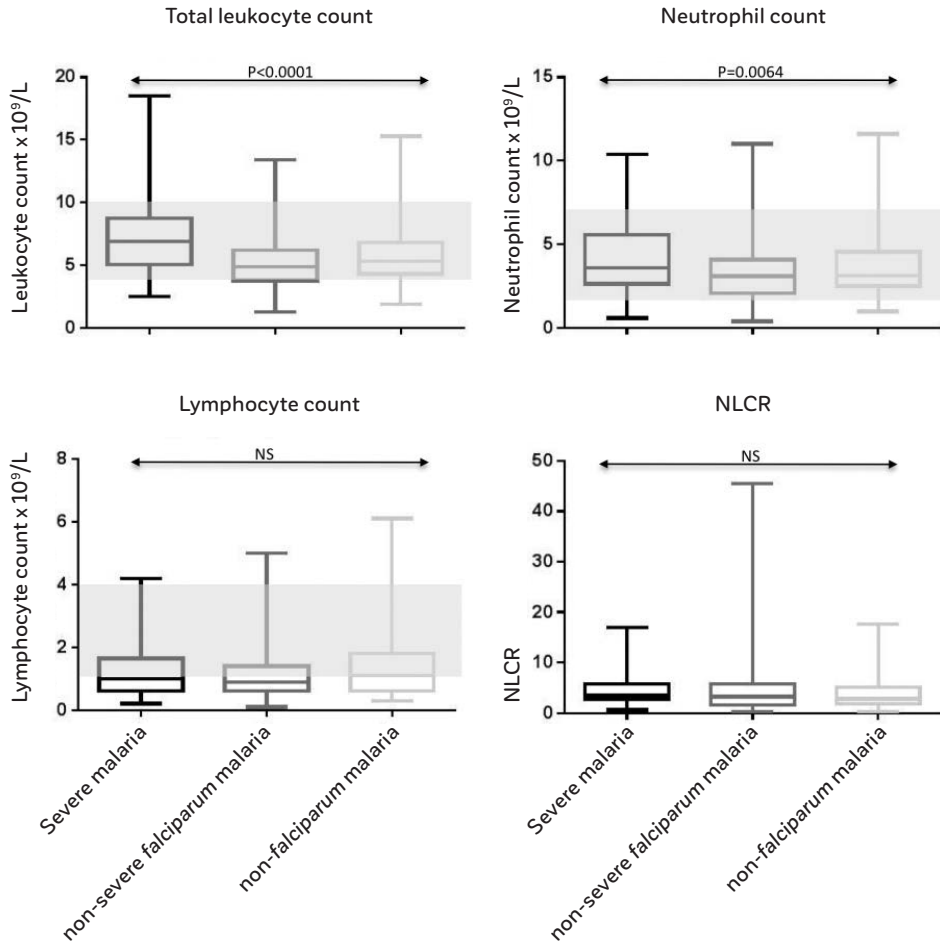 Total leukocyte count
Leukocyte count x 10⁹/L
20
15
10
5
0
P<0.0001
Neutrophil count
Neutrophil count x 10⁹/L
15
10
5
0
P=0.0064
Lymphocyte count
Lymphocyte count x 10⁹/L
8
6
4
2
0
NS
Severe malaria
non-severe falciparum malaria
non-falciparum malaria
NLCR
NLCR
50
40
30
20
10
0
NS
Severe malaria
non-severe falciparum malaria
non-falciparum malaria